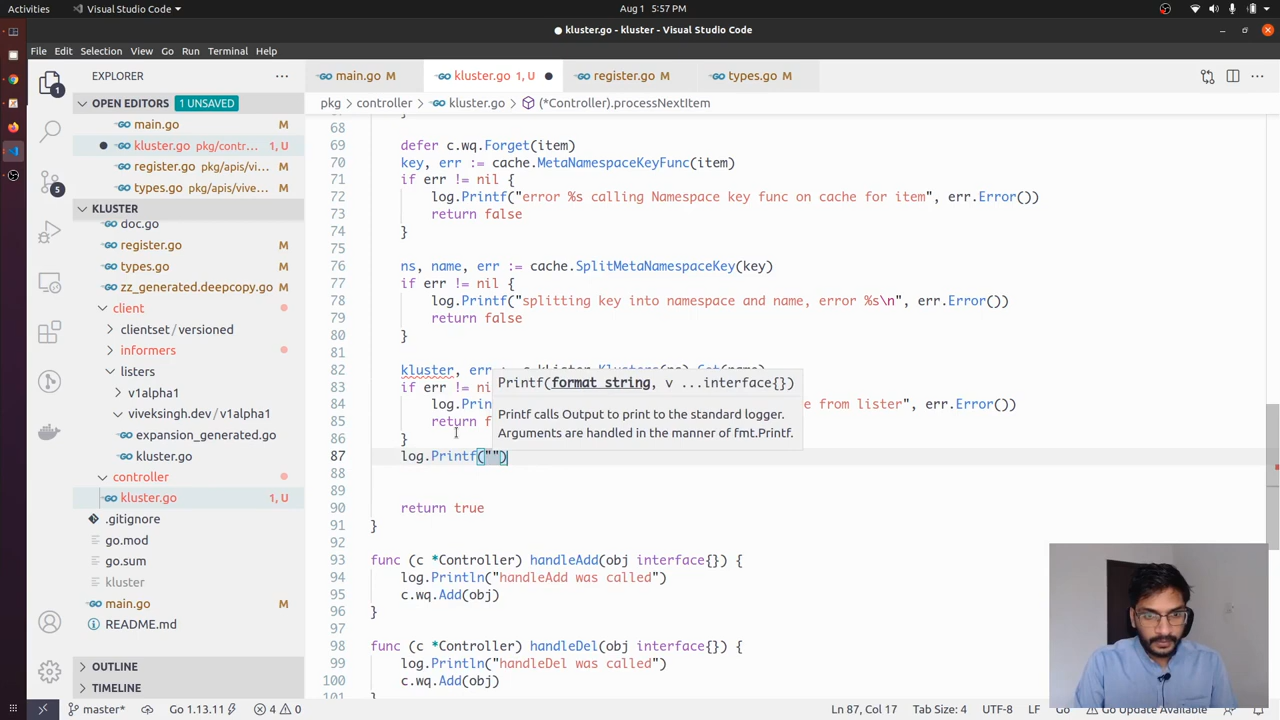 Activities
Visual Studio Code
Aug 1 5:57 PM
kluster.go - kluster - Visual Studio Code
File Edit Selection View Go Run Terminal Help
EXPLORER
main.go M
kluster.go 1, U
register.go M
types.go M
OPEN EDITORS 1 UNSAVED
pkg > controller > kluster.go > (*Controller).processNextItem
main.go M
kluster.go pkg/contr... 1, U
register.go pkg/apis/vi... M
types.go pkg/apis/vive... M
KLUSTER
doc.go
register.go M
types.go M
zz_generated.deepcopy.go M
client
clientset / versioned
informers
listers
v1alpha1
viveksingh.dev / v1alpha1
expansion_generated.go
kluster.go
controller
kluster.go 1, U
.gitignore
go.mod
go.sum
kluster
main.go M
README.md
OUTLINE
TIMELINE
68
69 defer c.wq.Forget(item)
70 key, err := cache.MetaNamespaceKeyFunc(item)
71 if err != nil {
72 log.Printf("error %s calling Namespace key func on cache for item", err.Error())
73 return false
74 }
75
76 ns, name, err := cache.SplitMetaNamespaceKey(key)
77 if err != nil {
78 log.Printf("splitting key into namespace and name, error %s\n", err.Error())
79 return false
80 }
81
82 kluster, err
83 if err != ni
84 log.Prin e from lister", err.Error())
85 return f
86 }
87 log.Printf("")
88
89
90 return true
91 }
92
93 func (c *Controller) handleAdd(obj interface{}) {
94 log.Println("handleAdd was called")
95 c.wq.Add(obj)
96 }
97
98 func (c *Controller) handleDel(obj interface{}) {
99 log.Println("handleDel was called")
100 c.wq.Add(obj)
Printf(format string, v ...interface{})
Printf calls Output to print to the standard logger.
Arguments are handled in the manner of fmt.Printf.
master* Go 1.13.11 4 0
Ln 87, Col 17 Tab Size: 4 UTF-8 LF Go Go Update Available